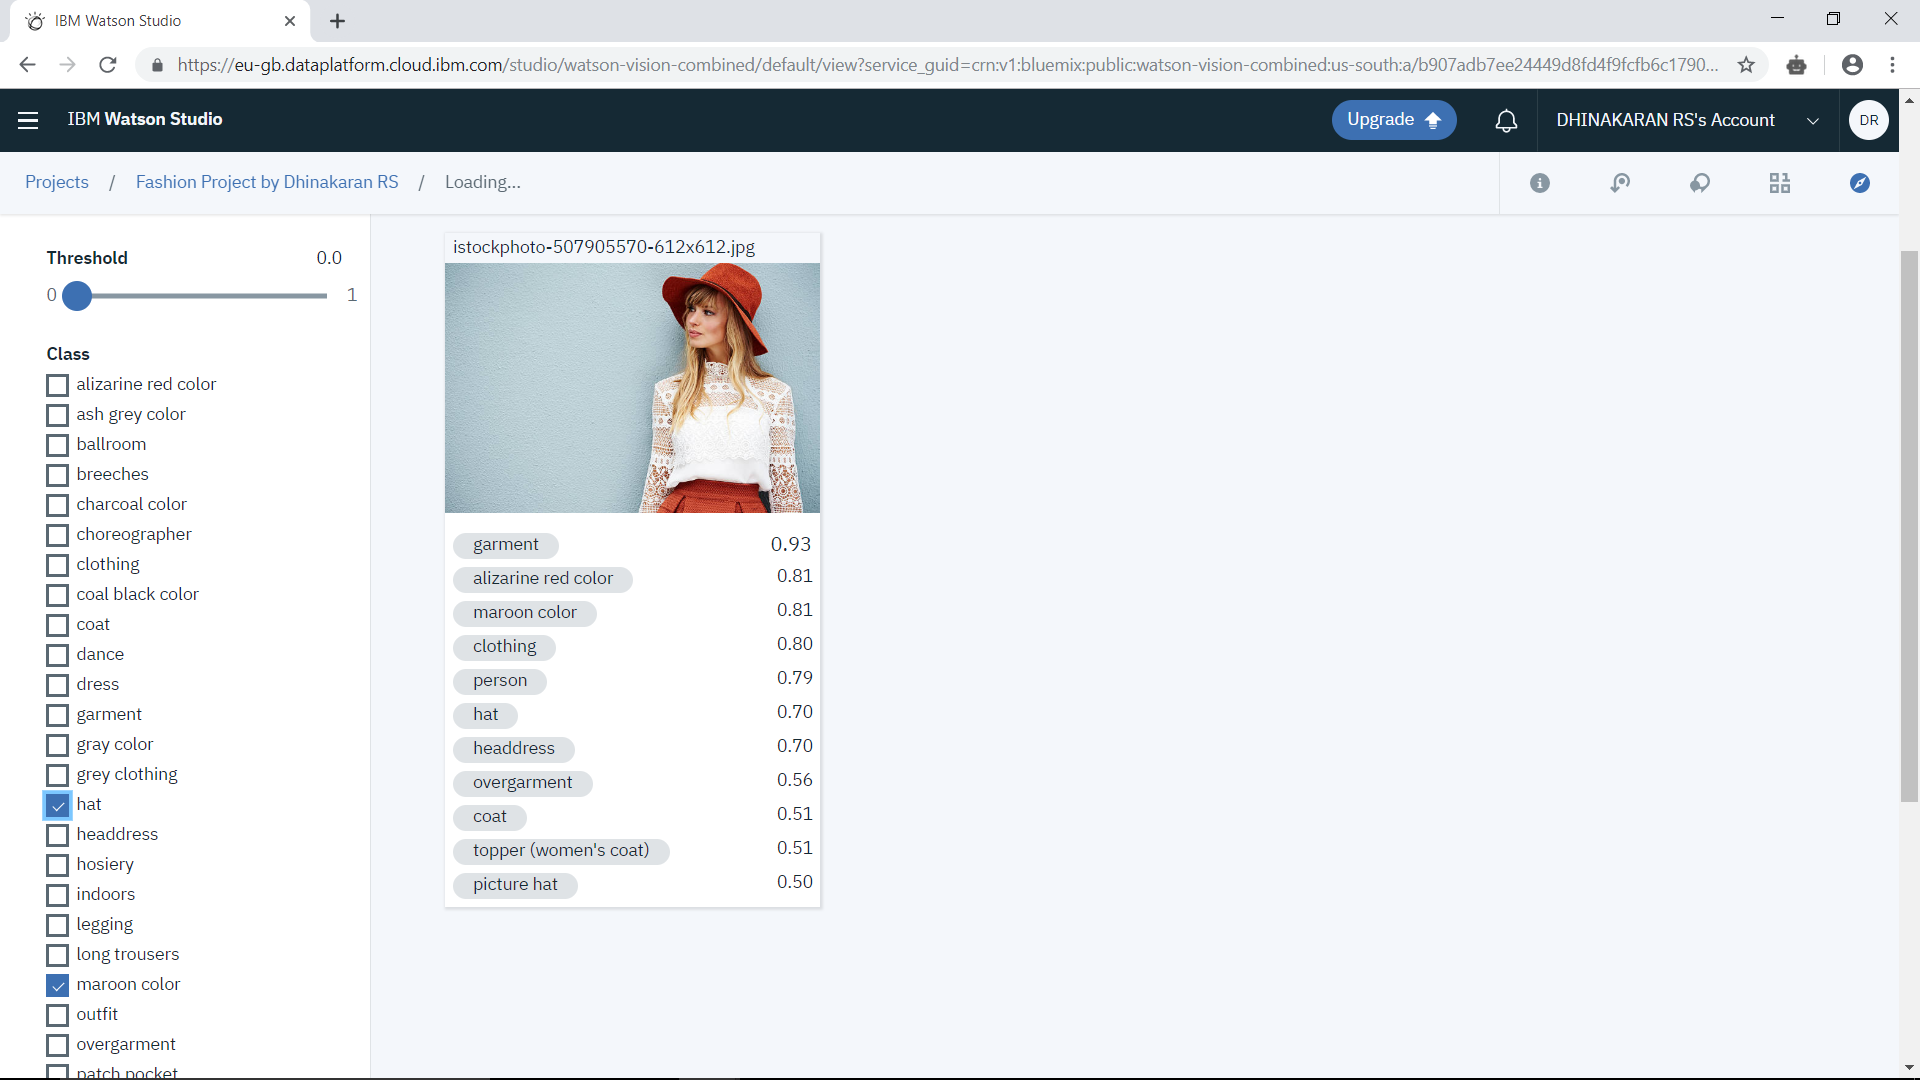 IBM Watson Studio
https://eu-gb.dataplatform.cloud.ibm.com/studio/watson-vision-combined/default/view?service_guid=crn:v1:bluemix:public:watson-vision-combined:us-south:a/b907adb7ee24449d8fd4f9fcfb6c1790...
IBM Watson Studio
Upgrade
DHINAKARAN RS's Account
DR
Projects / Fashion Project by Dhinakaran RS / Loading...
Threshold 0.0
0 1
Class
alizarine red color
ash grey color
ballroom
breeches
charcoal color
choreographer
clothing
coal black color
coat
dance
dress
garment
gray color
grey clothing
hat
headdress
hosiery
indoors
legging
long trousers
maroon color
outfit
overgarment
patch pocket
istockphoto-507905570-612x612.jpg
garment 0.93
alizarine red color 0.81
maroon color 0.81
clothing 0.80
person 0.79
hat 0.70
headdress 0.70
overgarment 0.56
coat 0.51
topper (women's coat) 0.51
picture hat 0.50